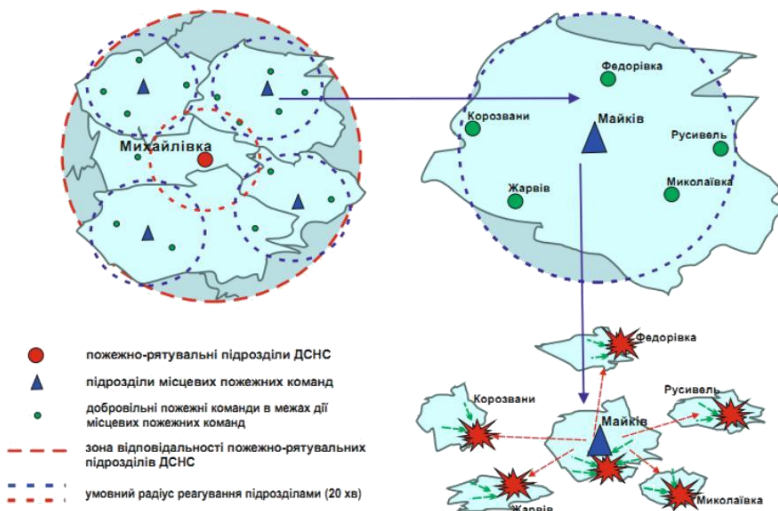 Михайлівка
Федорівка
Корозвани
Майків
Русивель
Миколаївка
Жарвів
пожежно-рятувальні підрозділи ДСНС
підрозділи місцевих пожежних команд
добровільні пожежні команди в межах дії
місцевих пожежних команд
зона відповідальності пожежно-рятувальних
підрозділів ДСНС
умовний радіус реагування підрозділами (20 хв)
Федорівка
Корозвани
Русивель
Майків
Жарвів
Миколаївка